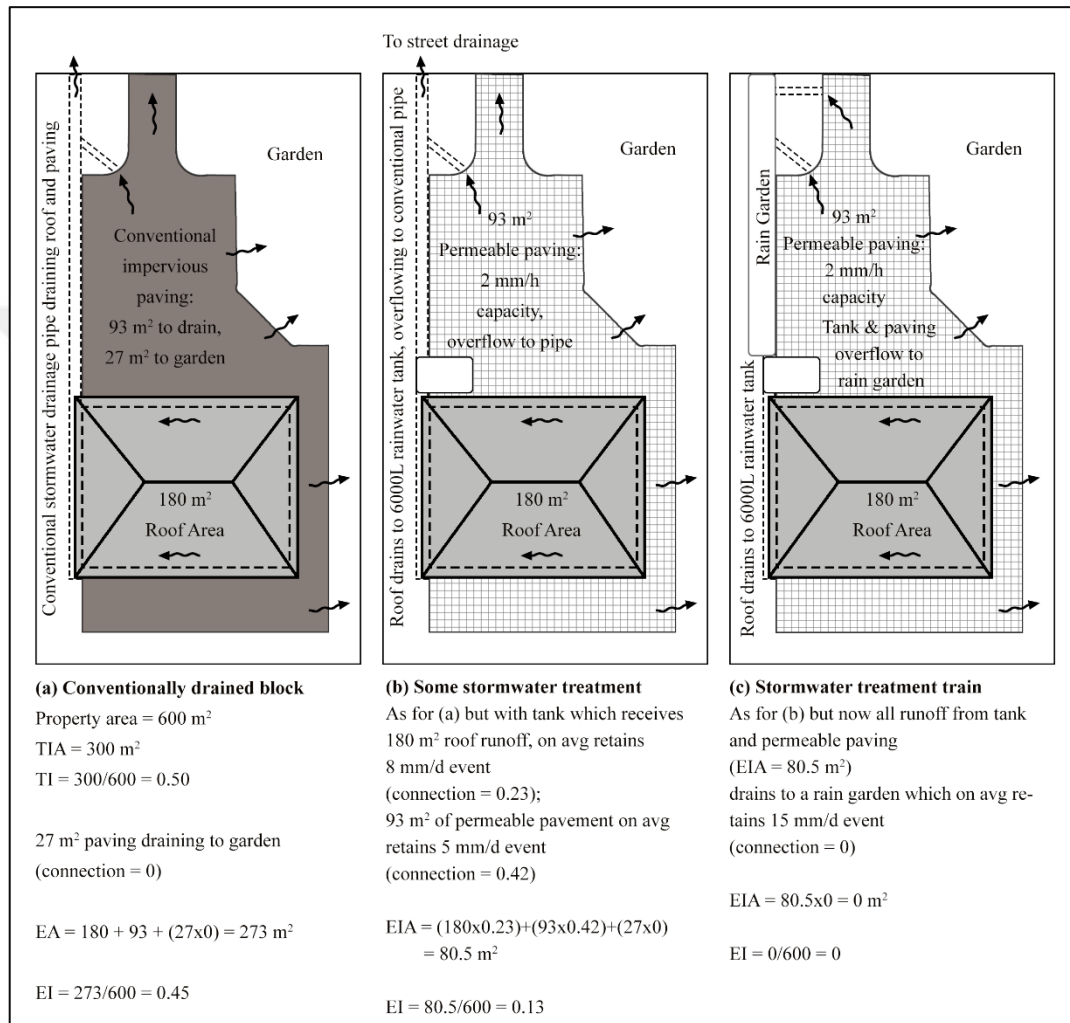 To street drainage
Conventional stormwater drainage pipe draining roof and paving
Garden
Conventional
impervious
paving:
93 m² to drain,
27 m² to garden
180 m²
Roof Area
Roof drains to 6000L rainwater tank, overflowing to conventional pipe
Garden
93 m²
Permeable paving:
2 mm/h
capacity,
overflow to pipe
180 m²
Roof Area
Roof drains to 6000L rainwater tank
Rain Garden
Garden
93 m²
Permeable paving:
2 mm/h
capacity
Tank & paving
overflow to
rain garden
180 m²
Roof Area
(a) Conventionally drained block
Property area = 600 m²
TIA = 300 m²
TI = 300/600 = 0.50
27 m² paving draining to garden
(connection = 0)
EA = 180 + 93 + (27x0) = 273 m²
EI = 273/600 = 0.45
(b) Some stormwater treatment
As for (a) but with tank which receives
180 m² roof runoff, on avg retains
8 mm/d event
(connection = 0.23);
93 m² of permeable pavement on avg
retains 5 mm/d event
(connection = 0.42)
EIA = (180x0.23)+(93x0.42)+(27x0)
= 80.5 m²
EI = 80.5/600 = 0.13
(c) Stormwater treatment train
As for (b) but now all runoff from tank
and permeable paving
(EIA = 80.5 m²)
drains to a rain garden which on avg re-
tains 15 mm/d event
(connection = 0)
EIA = 80.5x0 = 0 m²
EI = 0/600 = 0